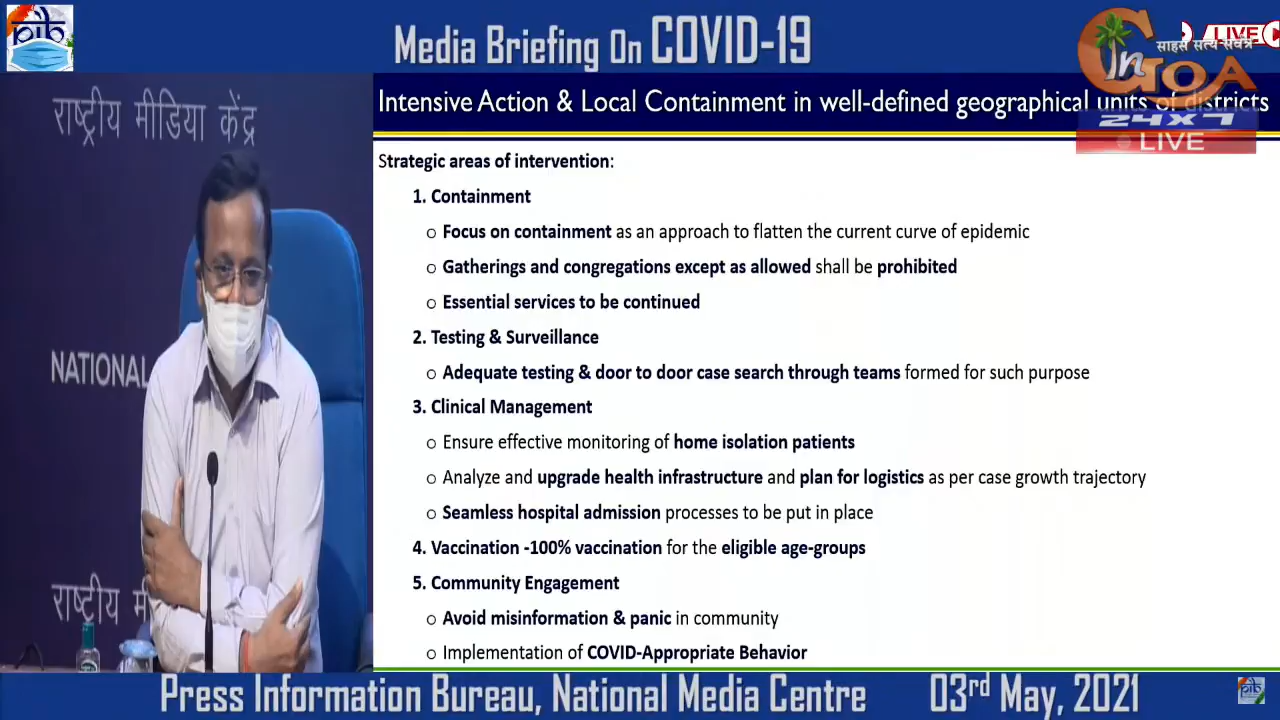 pib
Media Briefing On COVID-19
LIVE
साहस सत्य सर्वत्र
in GOA
24x7
LIVE
Intensive Action & Local Containment in well-defined geographical units of districts
राष्ट्रीय मीडिया केंद्र
NATIONAL
राष्ट्रीय मी
Strategic areas of intervention:
1. Containment
o Focus on containment as an approach to flatten the current curve of epidemic
o Gatherings and congregations except as allowed shall be prohibited
o Essential services to be continued
2. Testing & Surveillance
o Adequate testing & door to door case search through teams formed for such purpose
3. Clinical Management
o Ensure effective monitoring of home isolation patients
o Analyze and upgrade health infrastructure and plan for logistics as per case growth trajectory
o Seamless hospital admission processes to be put in place
4. Vaccination -100% vaccination for the eligible age-groups
5. Community Engagement
o Avoid misinformation & panic in community
o Implementation of COVID-Appropriate Behavior
Press Information Bureau, National Media Centre 03rd May, 2021
pib